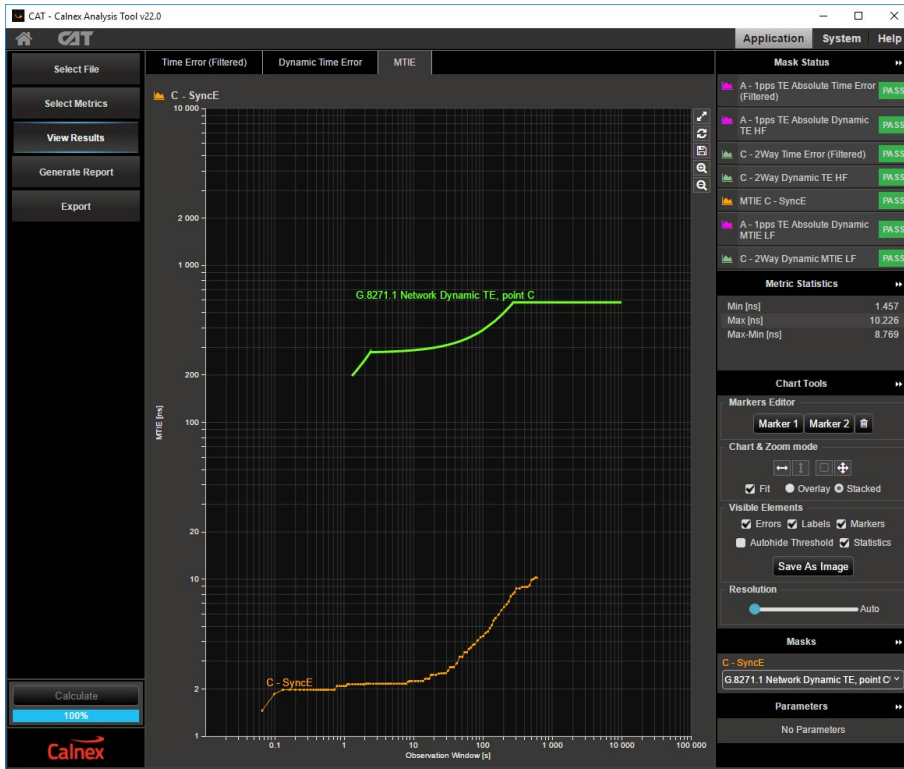 CAT - Calnex Analysis Tool v22.0
CAT
Application System Help
Select File
Select Metrics
View Results
Generate Report
Export
Calculate
100%
Calnex
Time Error (Filtered) Dynamic Time Error MTIE
C - SyncE
10 000
2 000
1 000
200
100
20
10
2
1
MTIE [ns]
G.8271.1 Network Dynamic TE, point C
C - SyncE
0.1 1 10 100 1 000 10 000 100 000
Observation Window [s]
Mask Status
A - 1pps TE Absolute Time Error
(Filtered)
PASS
A - 1pps TE Absolute Dynamic
TE HF
PASS
C - 2Way Time Error (Filtered) PASS
C - 2Way Dynamic TE HF PASS
MTIE C - SyncE PASS
A - 1pps TE Absolute Dynamic
MTIE LF
PASS
C - 2Way Dynamic MTIE LF PASS
Metric Statistics
Min [ns] 1.457
Max [ns] 10.226
Max-Min [ns] 8.769
Chart Tools
Markers Editor
Marker 1 Marker 2
Chart & Zoom mode
Fit Overlay Stacked
Visible Elements
Errors Labels Markers
Autohide Threshold Statistics
Save As Image
Resolution
Auto
Masks
C - SyncE
G.8271.1 Network Dynamic TE, point C
Parameters
No Parameters